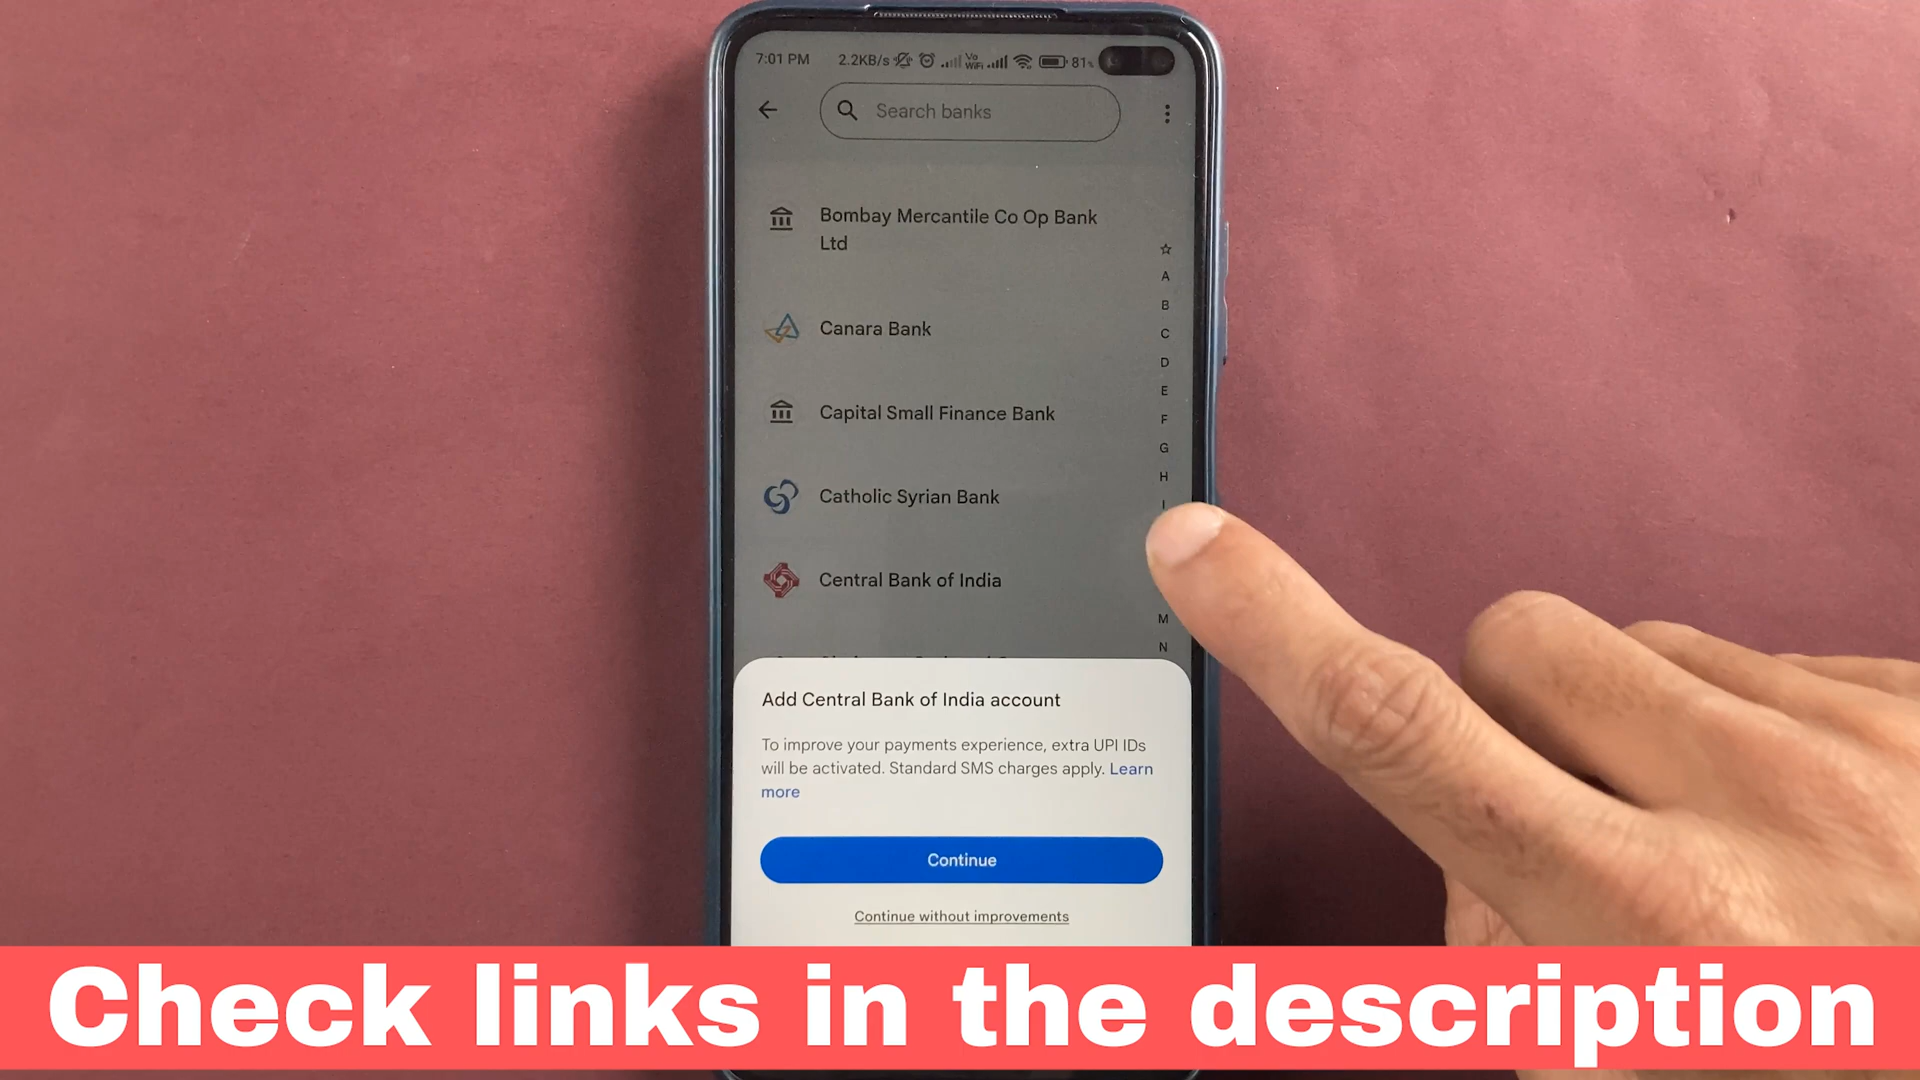 7:01 PM 2.2KB/s Vo WiFi 81%
Search banks
Bombay Mercantile Co Op Bank
Ltd
☆
A
B
Canara Bank
C
D
E
Capital Small Finance Bank
F
G
H
Catholic Syrian Bank
I
Central Bank of India
M
N
Add Central Bank of India account
To improve your payments experience, extra UPI IDs
will be activated. Standard SMS charges apply. Learn
more
Continue
Continue without improvements
Check links in the description